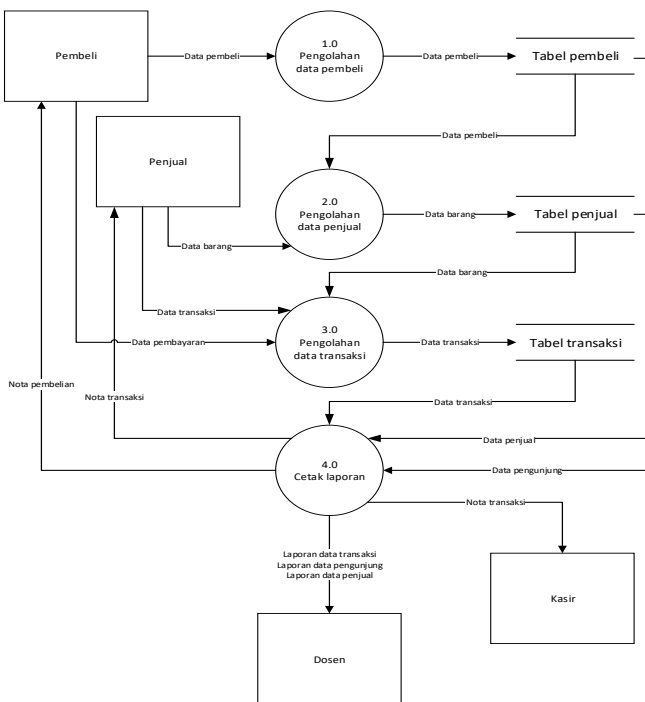 Pembeli
Data pembeli
1.0
Pengolahan
data pembeli
Data pembeli
Tabel pembeli
Data pembeli
Penjual
2.0
Pengolahan
data penjual
Data barang
Tabel penjual
Data barang
Data barang
Data transaksi
3.0
Pengolahan
data transaksi
Data pembayaran
Data transaksi
Tabel transaksi
Nota pembelian
Nota transaksi
Data transaksi
Data penjual
4.0
Cetak laporan
Data pengunjung
Nota transaksi
Laporan data transaksi
Laporan data pengunjung
Laporan data penjual
Kasir
Dosen